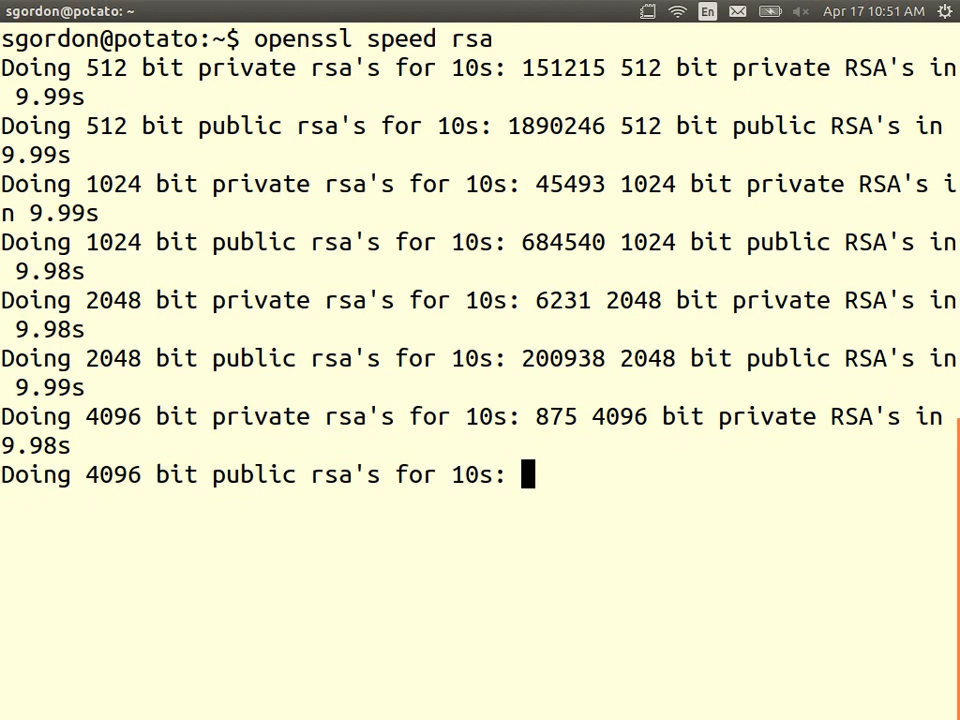 sgordon@potato: ~
En
Apr 17 10:51 AM
sgordon@potato:~$ openssl speed rsa
Doing 512 bit private rsa's for 10s: 151215 512 bit private RSA's in
 9.99s
Doing 512 bit public rsa's for 10s: 1890246 512 bit public RSA's in
9.99s
Doing 1024 bit private rsa's for 10s: 45493 1024 bit private RSA's i
n 9.99s
Doing 1024 bit public rsa's for 10s: 684540 1024 bit public RSA's in
 9.98s
Doing 2048 bit private rsa's for 10s: 6231 2048 bit private RSA's in
 9.98s
Doing 2048 bit public rsa's for 10s: 200938 2048 bit public RSA's in
 9.99s
Doing 4096 bit private rsa's for 10s: 875 4096 bit private RSA's in
9.98s
Doing 4096 bit public rsa's for 10s: